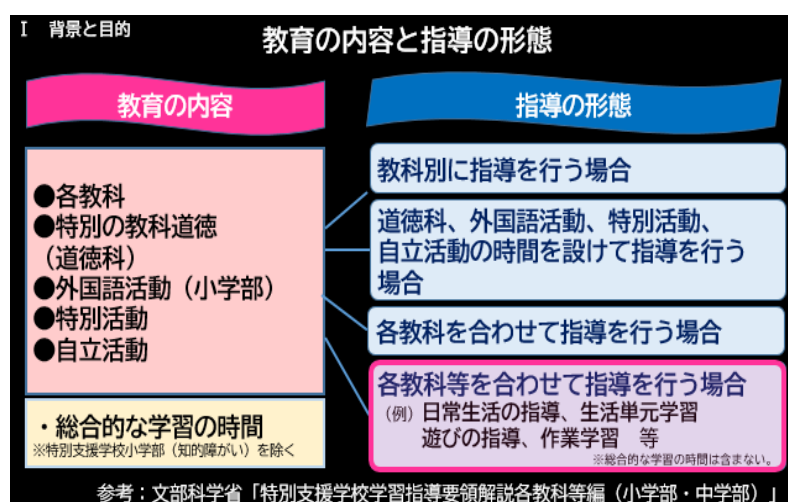 Ⅰ 背景と目的
教育の内容と指導の形態
教育の内容
指導の形態
●各教科
●特別の教科道徳
（道徳科）
●外国語活動（小学部）
●特別活動
●自立活動
・総合的な学習の時間
※特別支援学校小学部（知的障がい）を除く
教科別に指導を行う場合
道徳科、外国語活動、特別活動、
自立活動の時間を設けて指導を行う
場合
各教科を合わせて指導を行う場合
各教科等を合わせて指導を行う場合
（例）日常生活の指導、生活単元学習
遊びの指導、作業学習 等
※総合的な学習の時間は含まない。
参考：文部科学省「特別支援学校学習指導要領解説各教科等編（小学部・中学部）」